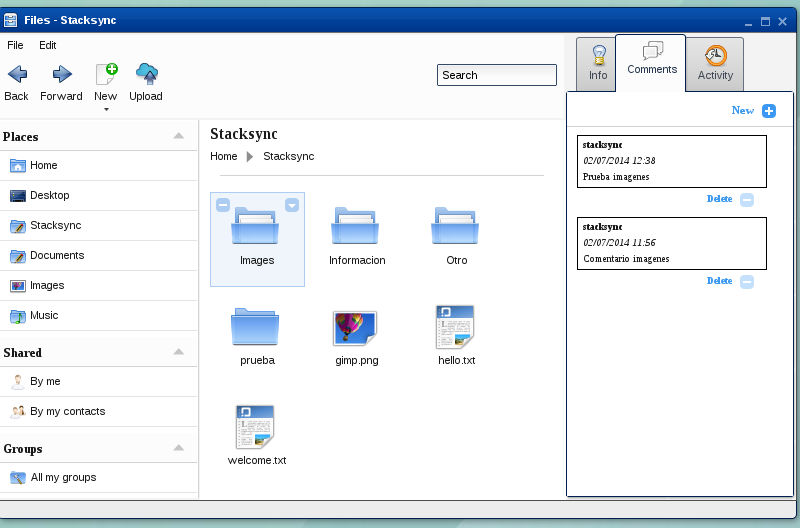 Files - Stacksync
File Edit
Back Forward New Upload
Search
Info Comments Activity
Places
Home
Desktop
Stacksync
Documents
Images
Music
Shared
By me
By my contacts
Groups
All my groups
Stacksync
Home Stacksync
Images Informacion Otro
prueba gimp.png hello.txt
welcome.txt
New
stacksync
02/07/2014 12:38
Prueba imagenes
Delete
stacksync
02/07/2014 11:56
Comentario imagenes
Delete